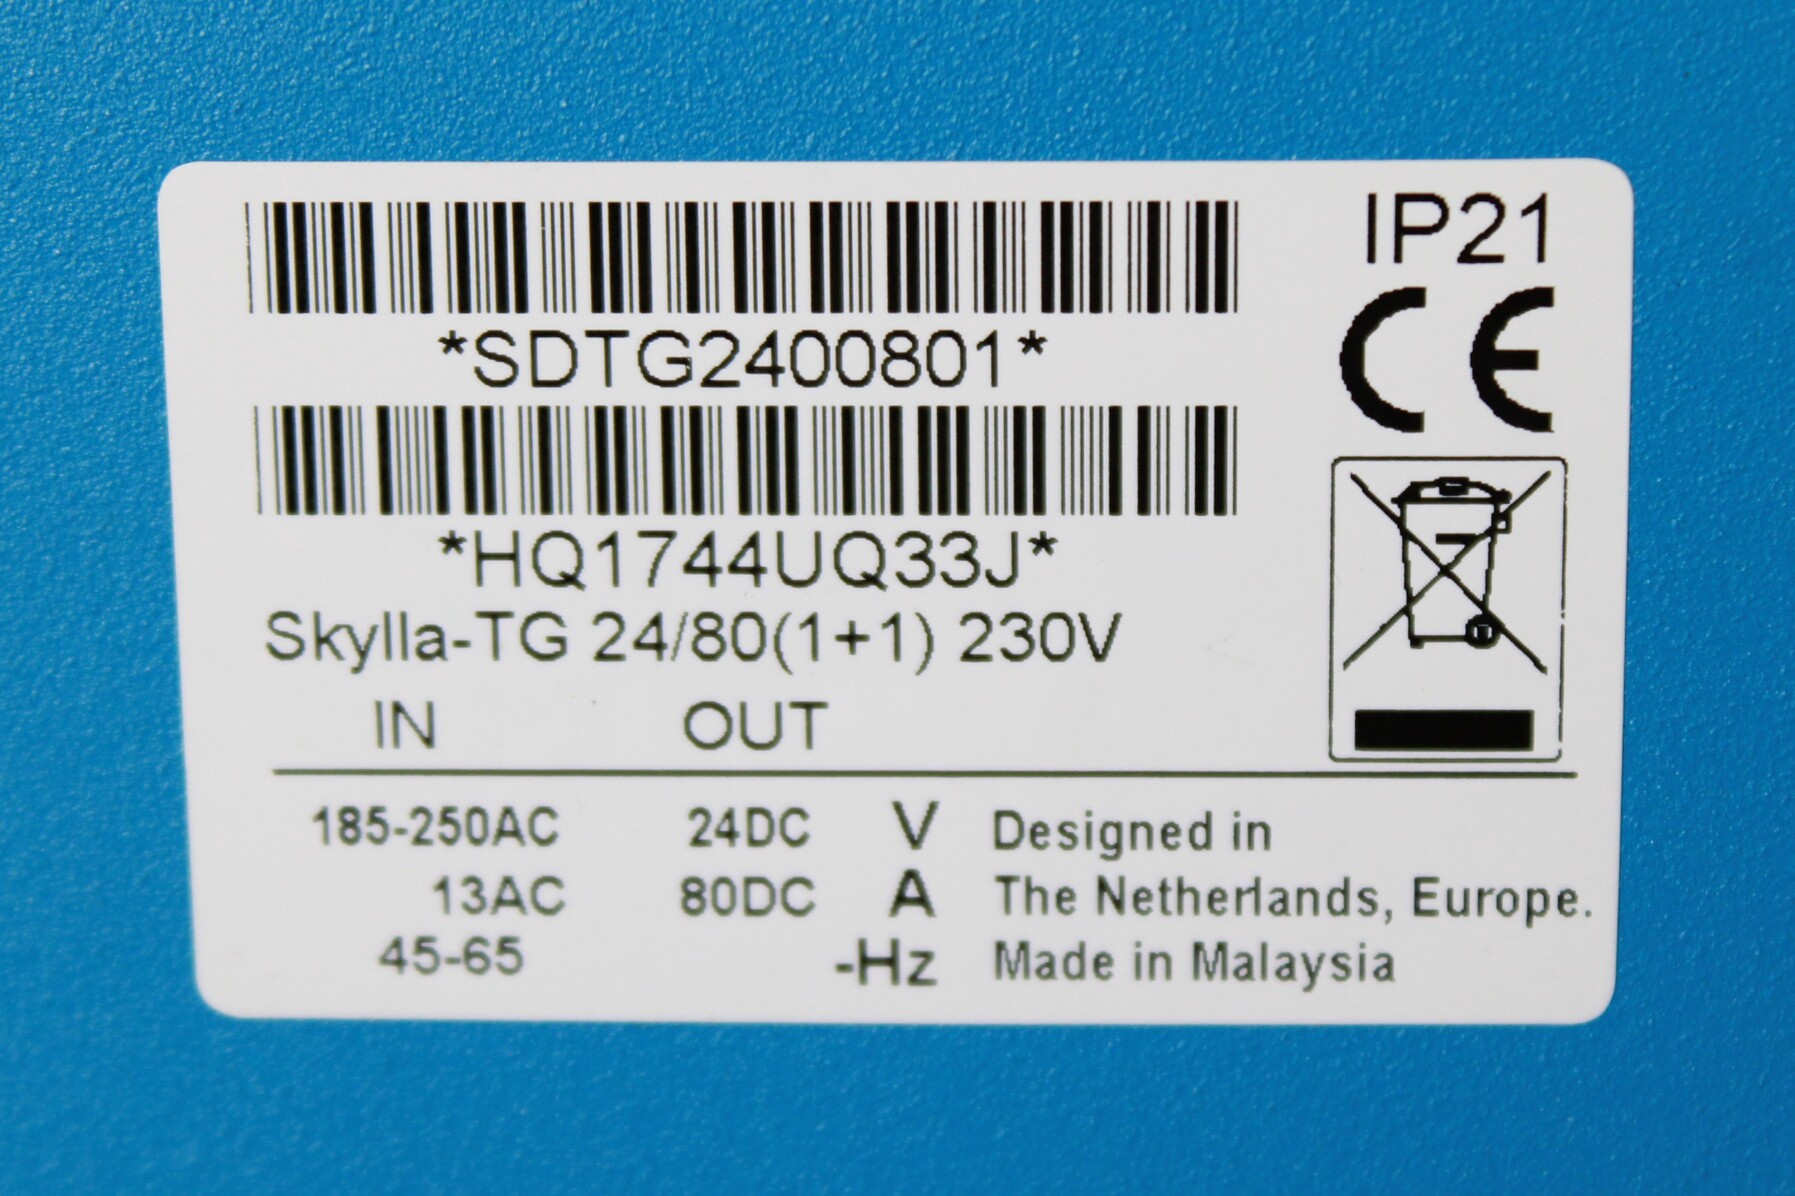 IP21
CE
*SDTG2400801*
*HQ1744UQ33J*
Skylla-TG 24/80(1+1) 230V
IN OUT
185-250AC 24DC V Designed in
13AC 80DC A The Netherlands, Europe.
45-65 -Hz Made in Malaysia